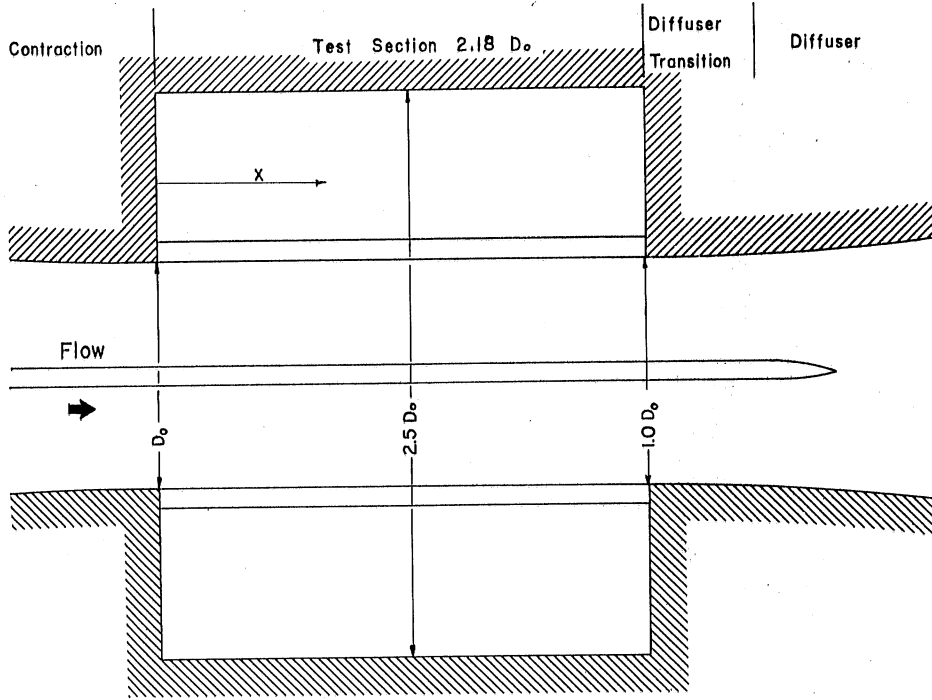 Contraction
Test Section 2.18 D₀
Diffuser
Transition
Diffuser
X
Flow
D₀
2.5 D₀
1.0 D₀